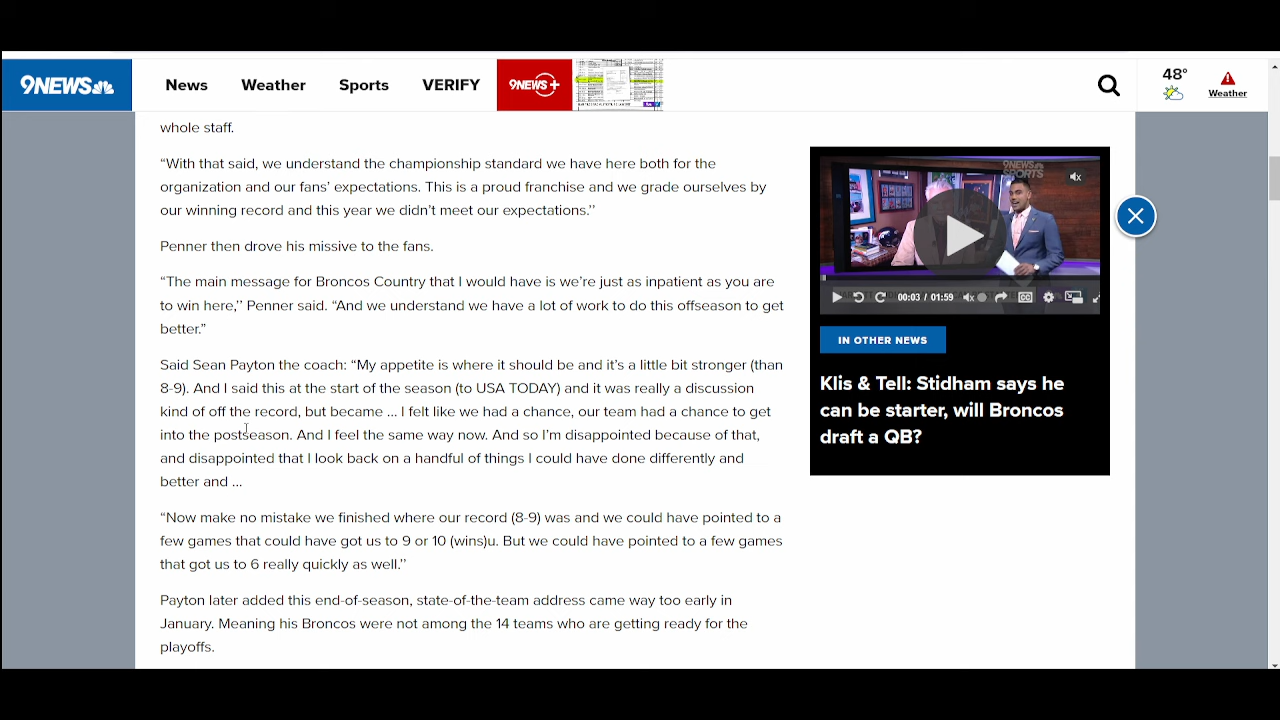 9NEWS
News
Weather
Sports
VERIFY
9NEWS+
48°
Weather
whole staff.
“With that said, we understand the championship standard we have here both for the
organization and our fans’ expectations. This is a proud franchise and we grade ourselves by
our winning record and this year we didn’t meet our expectations.’’
Penner then drove his missive to the fans.
“The main message for Broncos Country that I would have is we’re just as inpatient as you are
to win here,’’ Penner said. “And we understand we have a lot of work to do this offseason to get
better.”
Said Sean Payton the coach: “My appetite is where it should be and it’s a little bit stronger (than
8-9). And I said this at the start of the season (to USA TODAY) and it was really a discussion
kind of off the record, but became … I felt like we had a chance, our team had a chance to get
into the postseason. And I feel the same way now. And so I’m disappointed because of that,
and disappointed that I look back on a handful of things I could have done differently and
better and …
“Now make no mistake we finished where our record (8-9) was and we could have pointed to a
few games that could have got us to 9 or 10 (wins)u. But we could have pointed to a few games
that got us to 6 really quickly as well.’’
Payton later added this end-of-season, state-of-the-team address came way too early in
January. Meaning his Broncos were not among the 14 teams who are getting ready for the
playoffs.
9NEWS
SPORTS
00:03 / 01:59
CC
IN OTHER NEWS
Klis & Tell: Stidham says he
can be starter, will Broncos
draft a QB?